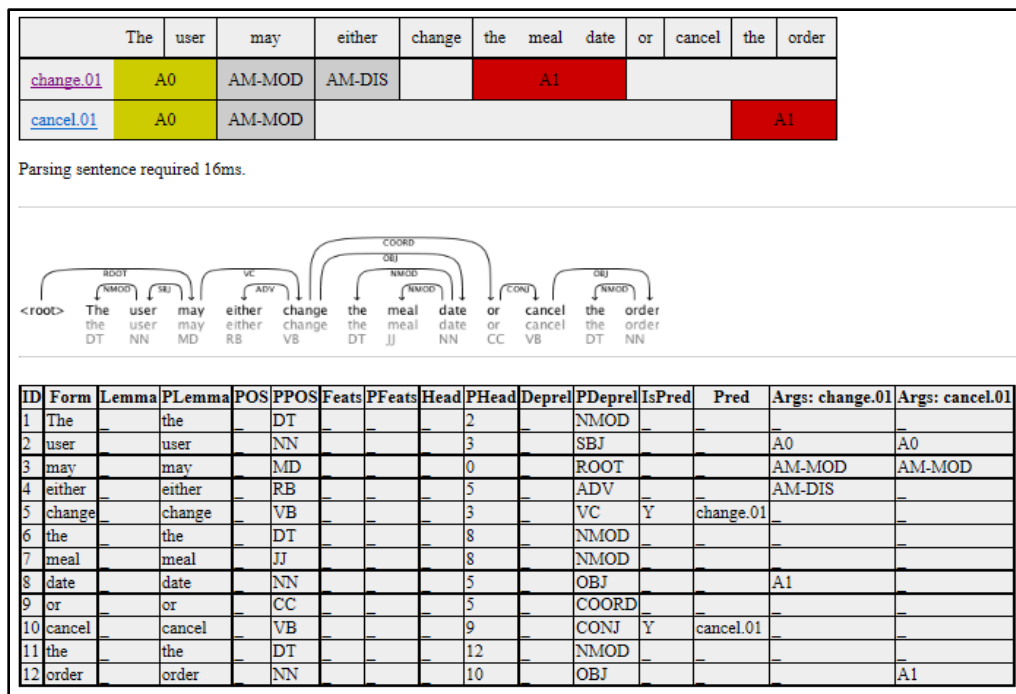 The user may either change the meal date or cancel the order
change.01 A0 AM-MOD AM-DIS A1
cancel.01 A0 AM-MOD A1
Parsing sentence required 16ms.
COORD
OBJ
ROOT VC NMOD OBJ
NMOD SBJ ADV NMOD CONJ NMOD
<root> The user may either change the meal date or cancel the order
the user may either change the meal date or cancel the order
DT NN MD RB VB DT JJ NN CC VB DT NN
ID Form Lemma PLemma POS PPOS Feats PFeats Head PHead Deprel PDeprel IsPred Pred Args: change.01 Args: cancel.01
1 The _ the _ DT _ _ _ 2 _ NMOD _ _ _ _
2 user _ user _ NN _ _ _ 3 _ SBJ _ _ A0 A0
3 may _ may _ MD _ _ _ 0 _ ROOT _ _ AM-MOD AM-MOD
4 either _ either _ RB _ _ _ 5 _ ADV _ _ AM-DIS _
5 change _ change _ VB _ _ _ 3 _ VC Y change.01 _ _
6 the _ the _ DT _ _ _ 8 _ NMOD _ _ _ _
7 meal _ meal _ JJ _ _ _ 8 _ NMOD _ _ _ _
8 date _ date _ NN _ _ _ 5 _ OBJ _ _ A1 _
9 or _ or _ CC _ _ _ 5 _ COORD _ _ _ _
10 cancel _ cancel _ VB _ _ _ 9 _ CONJ Y cancel.01 _ _
11 the _ the _ DT _ _ _ 12 _ NMOD _ _ _ _
12 order _ order _ NN _ _ _ 10 _ OBJ _ _ _ A1